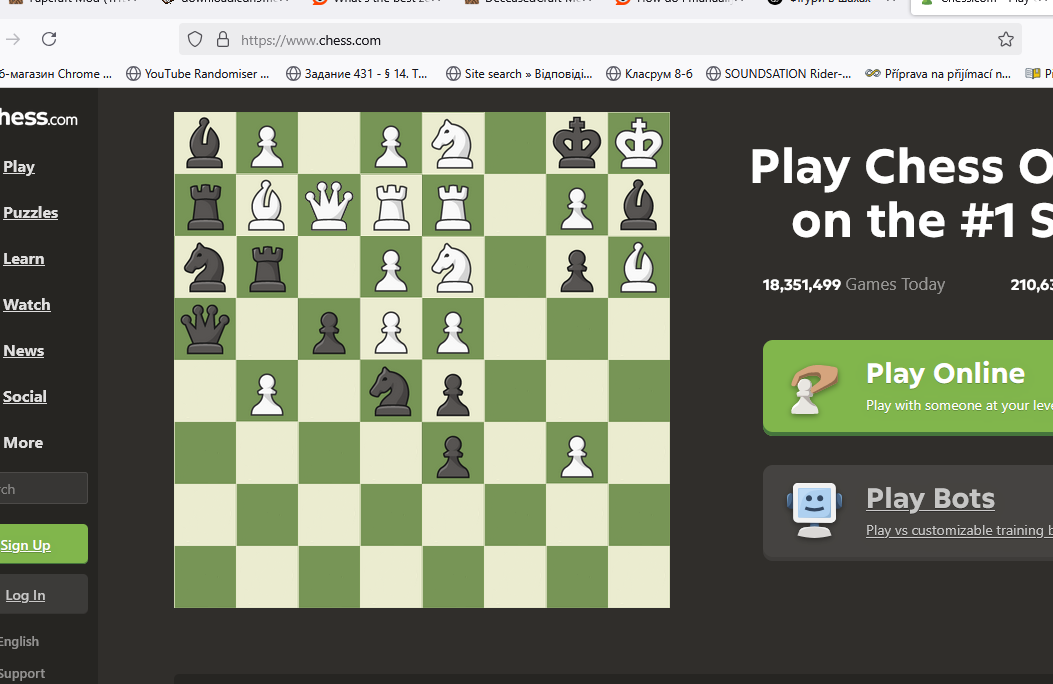 https://www.chess.com
б-магазин Chrome ...
YouTube Randomiser ...
Задание 431 - § 14. Т...
Site search » Відповіді...
Класрум 8-6
SOUNDSATION Rider-...
Příprava na přijímací n...
hess.com
Play
Puzzles
Learn
Watch
News
Social
More
rch
Sign Up
Log In
English
Support
Play Chess O
on the #1 S
18,351,499 Games Today
210,63
Play Online
Play with someone at your leve
Play Bots
Play vs customizable training b